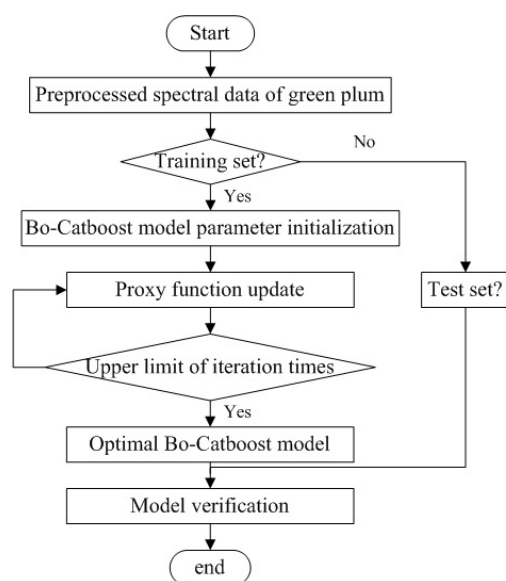 Start
Preprocessed spectral data of green plum
Training set?
No
Yes
Bo-Catboost model parameter initialization
Proxy function update
Test set?
Upper limit of iteration times
Yes
Optimal Bo-Catboost model
Model verification
end